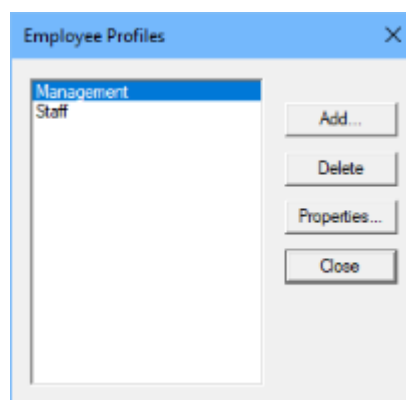 Employee Profiles
Management
Staff
Add...
Delete
Properties...
Close